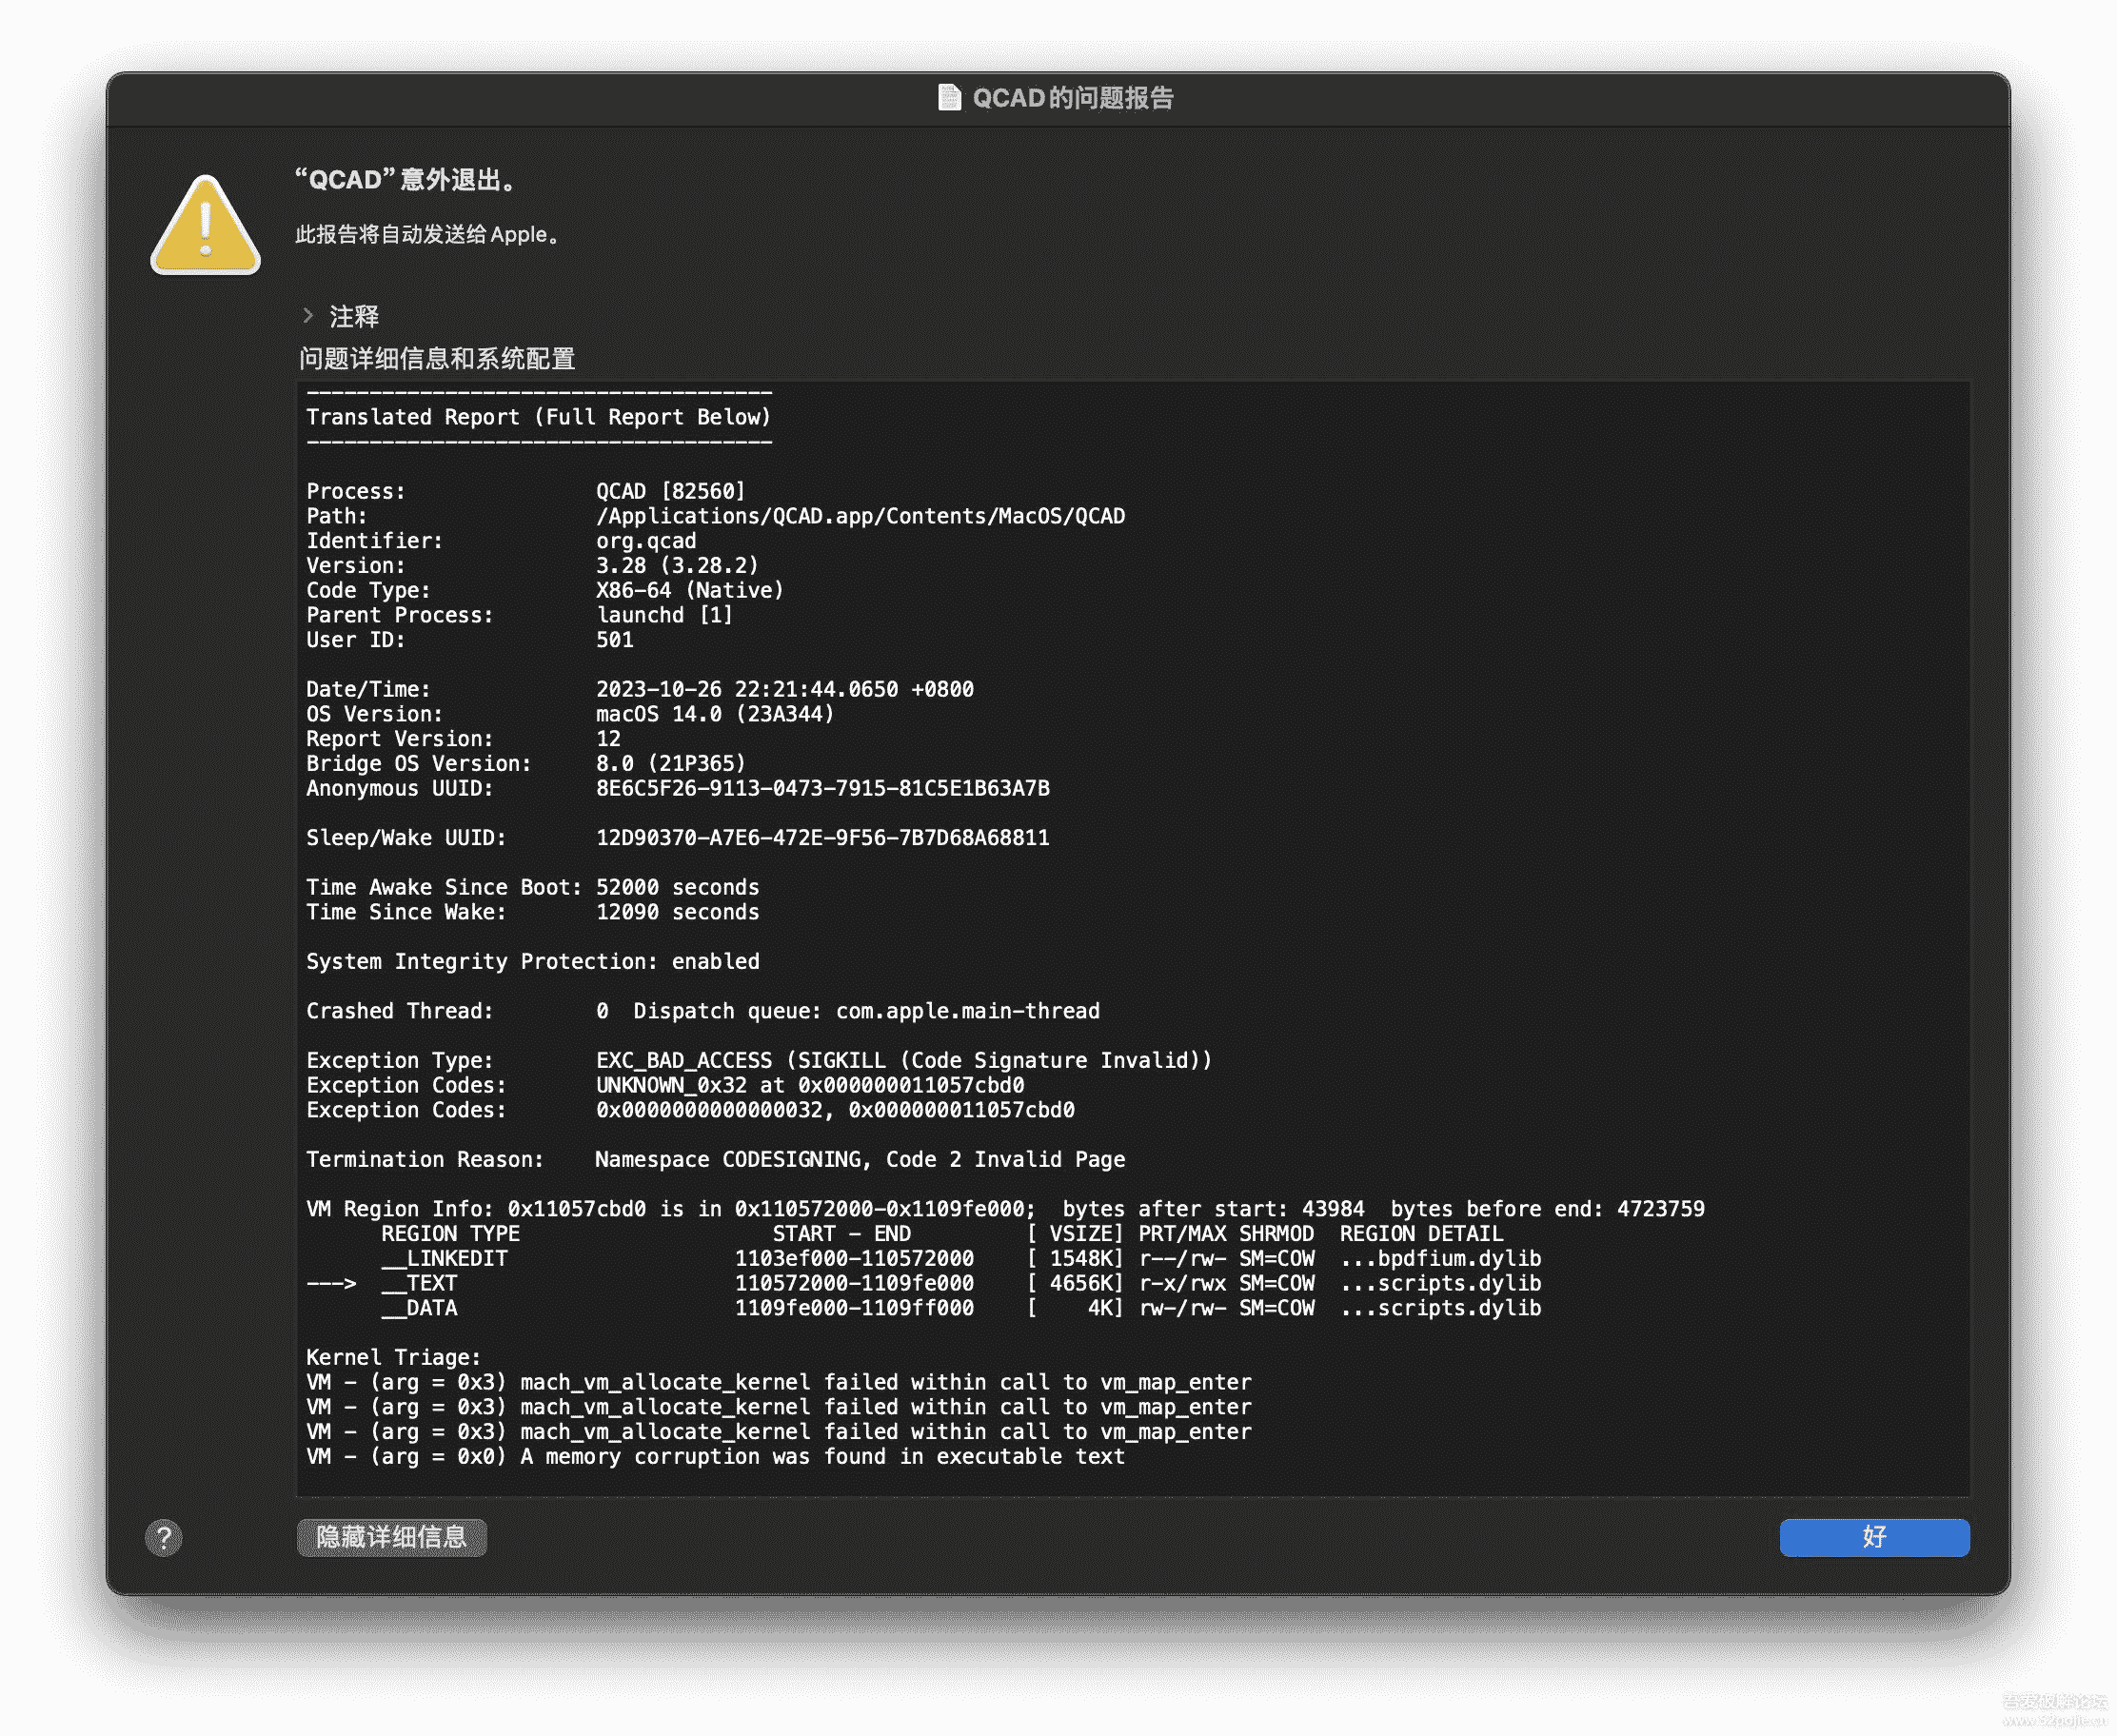 QCAD的问题报告
“QCAD”意外退出。
此报告将自动发送给 Apple。
注释
问题详细信息和系统配置
-------------------------------------
Translated Report (Full Report Below)
-------------------------------------
Process: QCAD [82560]
Path: /Applications/QCAD.app/Contents/MacOS/QCAD
Identifier: org.qcad
Version: 3.28 (3.28.2)
Code Type: X86-64 (Native)
Parent Process: launchd [1]
User ID: 501
Date/Time: 2023-10-26 22:21:44.0650 +0800
OS Version: macOS 14.0 (23A344)
Report Version: 12
Bridge OS Version: 8.0 (21P365)
Anonymous UUID: 8E6C5F26-9113-0473-7915-81C5E1B63A7B
Sleep/Wake UUID: 12D90370-A7E6-472E-9F56-7B7D68A68811
Time Awake Since Boot: 52000 seconds
Time Since Wake: 12090 seconds
System Integrity Protection: enabled
Crashed Thread: 0 Dispatch queue: com.apple.main-thread
Exception Type: EXC_BAD_ACCESS (SIGKILL (Code Signature Invalid))
Exception Codes: UNKNOWN_0x32 at 0x000000011057cbd0
Exception Codes: 0x0000000000000032, 0x000000011057cbd0
Termination Reason: Namespace CODESIGNING, Code 2 Invalid Page
VM Region Info: 0x11057cbd0 is in 0x110572000-0x1109fe000; bytes after start: 43984 bytes before end: 4723759
REGION TYPE START - END [ VSIZE] PRT/MAX SHRMOD REGION DETAIL
__LINKEDIT 1103ef000-110572000 [ 1548K] r--/rw- SM=COW ...bpdfium.dylib
---> __TEXT 110572000-1109fe000 [ 4656K] r-x/rwx SM=COW ...scripts.dylib
__DATA 1109fe000-1109ff000 [ 4K] rw-/rw- SM=COW ...scripts.dylib
Kernel Triage:
VM - (arg = 0x3) mach_vm_allocate_kernel failed within call to vm_map_enter
VM - (arg = 0x3) mach_vm_allocate_kernel failed within call to vm_map_enter
VM - (arg = 0x3) mach_vm_allocate_kernel failed within call to vm_map_enter
VM - (arg = 0x0) A memory corruption was found in executable text
?
隐藏详细信息
好
吾爱破解论坛
www.52pojie.cn